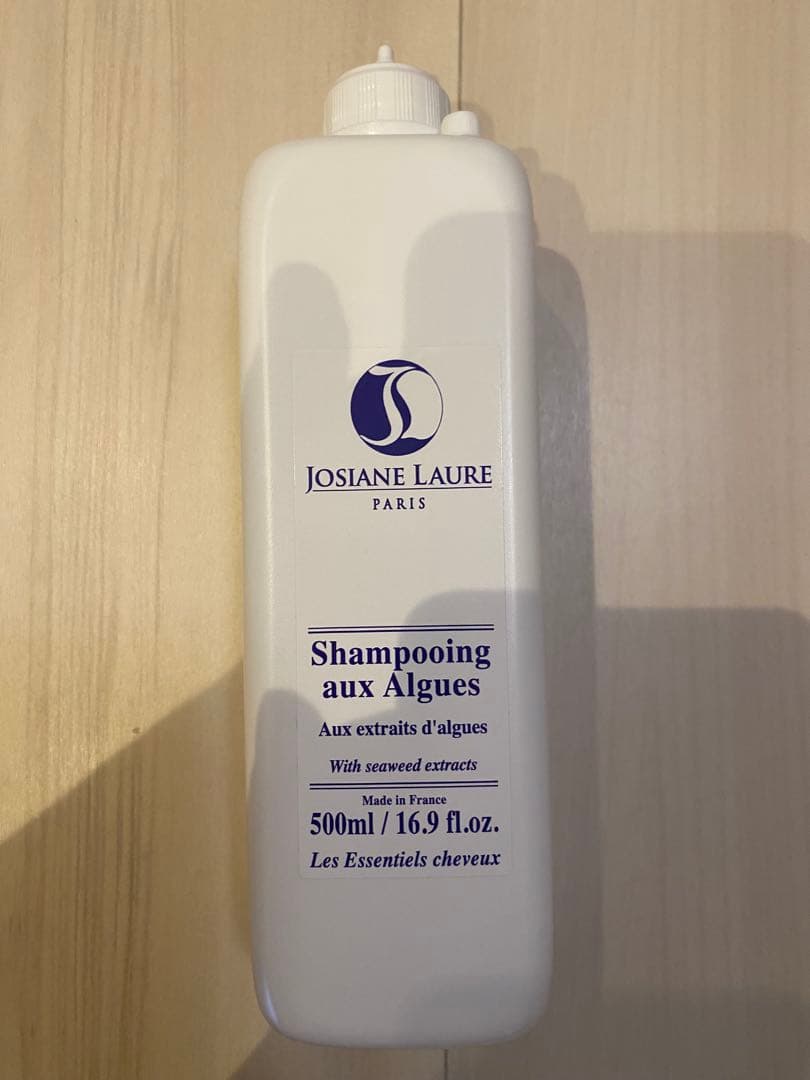 JOSIANE LAURE
PARIS
Shampooing
aux Algues
Aux extraits d'algues
With seaweed extracts
Made in France
500ml / 16.9 fl.oz.
Les Essentiels cheveux